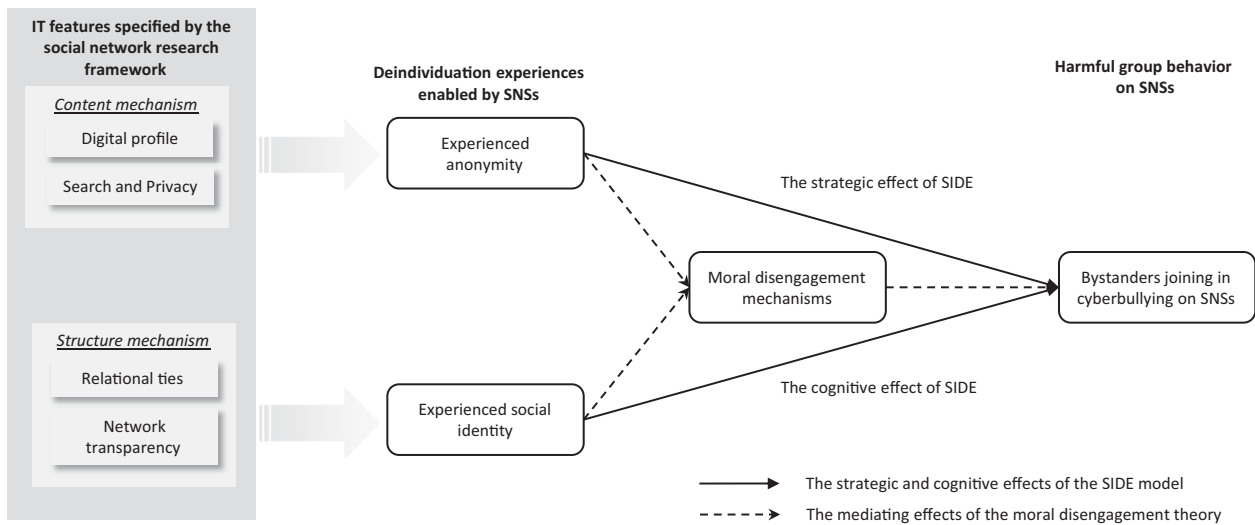 IT features specified by the
social network research
framework
Content mechanism
Digital profile
Search and Privacy
Structure mechanism
Relational ties
Network
transparency
Deindividuation experiences
enabled by SNSs
Experienced
anonymity
Experienced social
identity
The strategic effect of SIDE
Moral disengagement
mechanisms
The cognitive effect of SIDE
Harmful group behavior
on SNSs
Bystanders joining in
cyberbullying on SNSs
The strategic and cognitive effects of the SIDE model
The mediating effects of the moral disengagement theory